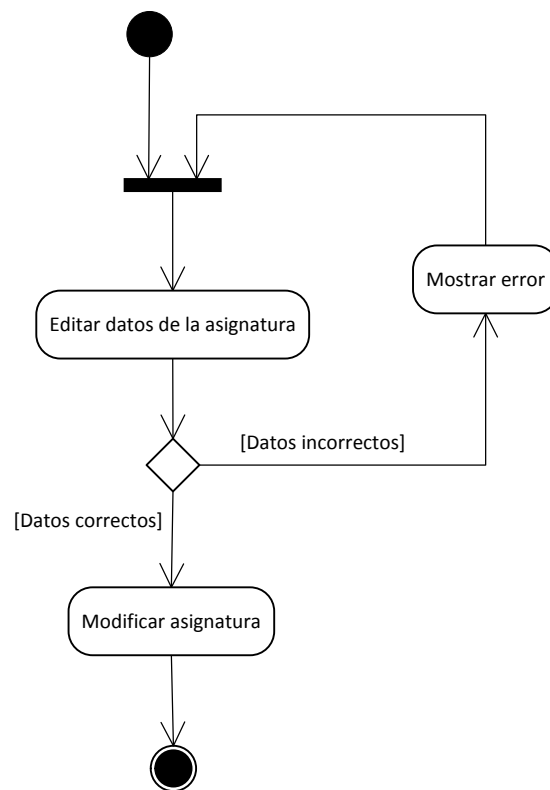 Mostrar error
Editar datos de la asignatura
[Datos incorrectos]
[Datos correctos]
Modificar asignatura